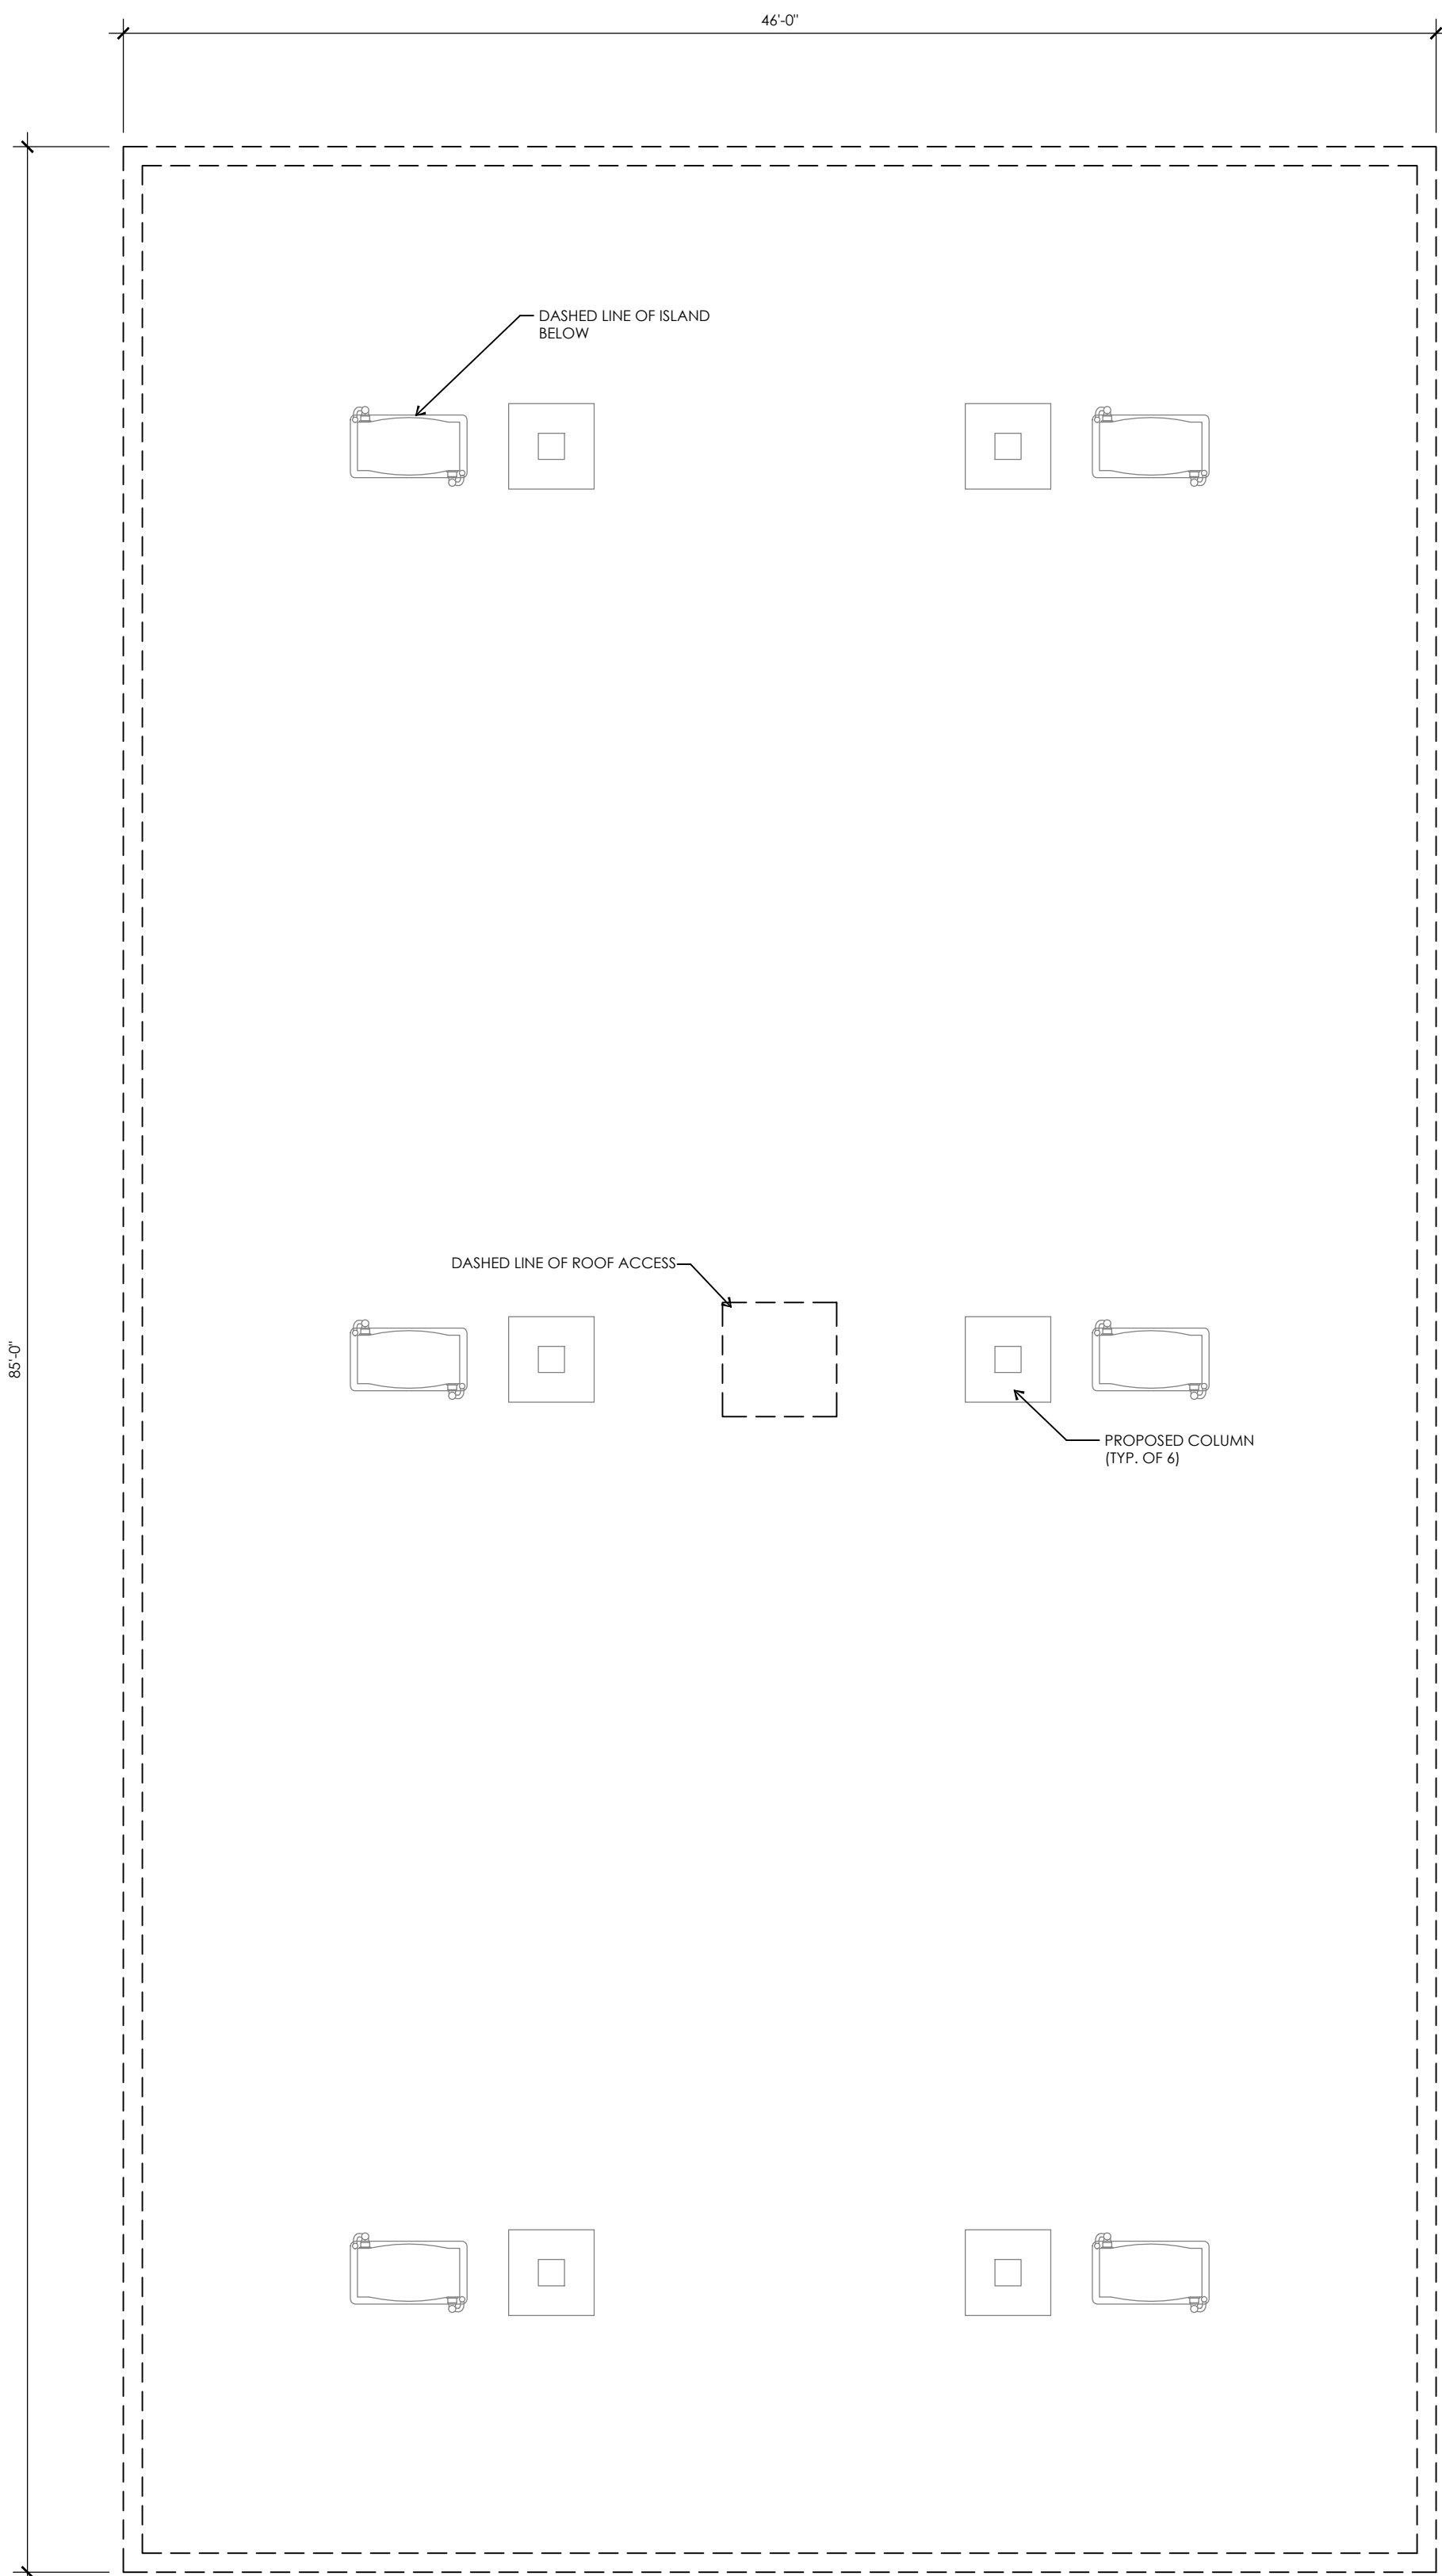 46'-0"
DASHED LINE OF ISLAND
BELOW
DASHED LINE OF ROOF ACCESS
85'-0"
PROPOSED COLUMN
(TYP. OF 6)